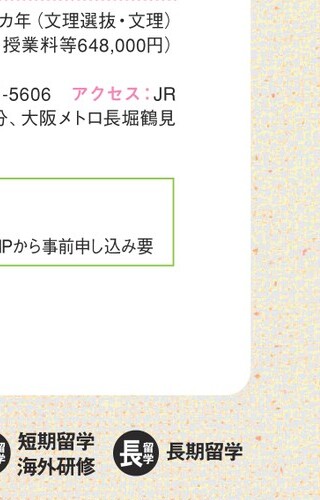 カ年（文理選抜・文理）
授業料等648,000円）
-5606 アクセス：JR
分、大阪メトロ長堀鶴見
HPから事前申し込み要
留学 短期留学
海外研修
長 留学 長期留学